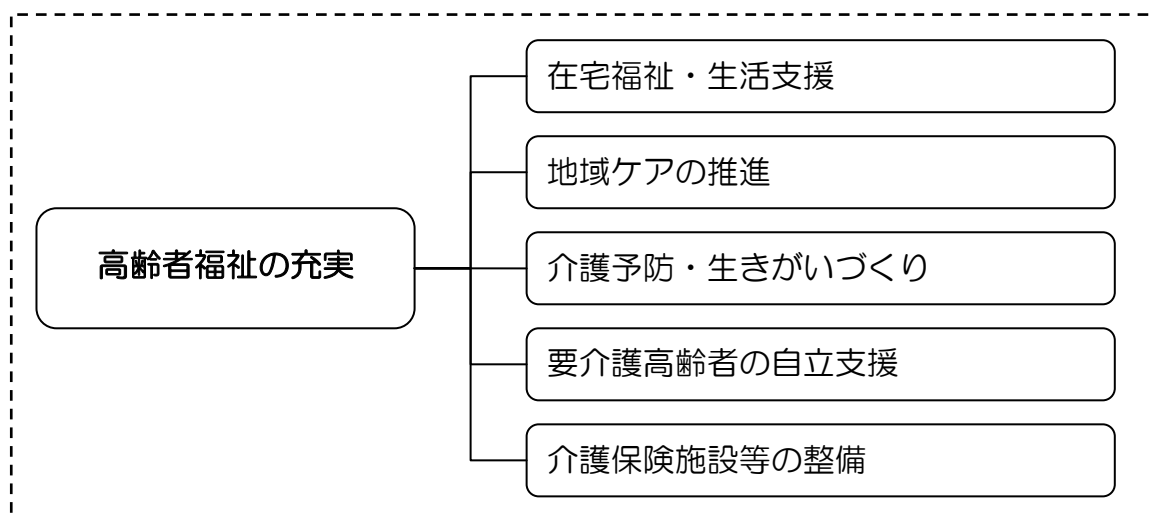 在宅福祉・生活支援
地域ケアの推進
高齢者福祉の充実
介護予防・生きがいづくり
要介護高齢者の自立支援
介護保険施設等の整備